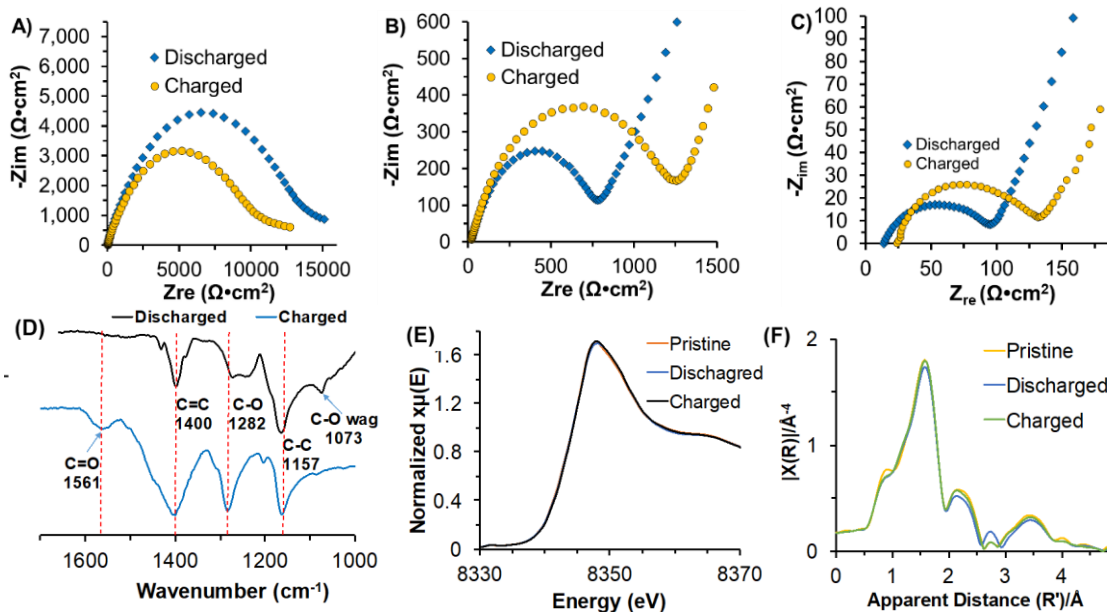 A)
7,000
6,000
5,000
4,000
3,000
2,000
1,000
0
-Zim (Ω•cm²)
Discharged
Charged
0 5000 10000 15000
Zre (Ω•cm²)
B)
600
500
400
300
200
100
0
-Zim (Ω•cm²)
Discharged
Charged
0 500 1000 1500
Zre (Ω•cm²)
C)
100
90
80
70
60
50
40
30
20
10
0
-Zim (Ω•cm²)
Discharged
Charged
0 50 100 150
Zre (Ω•cm²)
(D)
Discharged Charged
C=O
1561
C=C
1400
C-O
1282
C-C
1157
C-O wag
1073
1600 1400 1200 1000
Wavenumber (cm-1)
(E)
1.6
1.2
0.8
0.4
0
Normalized xμ(E)
Pristine
Dischagred
Charged
8330 8350 8370
Energy (eV)
(F)
2
1
0
|X(R)|/Å-4
Pristine
Discharged
Charged
0 1 2 3 4
Apparent Distance (R')/Å